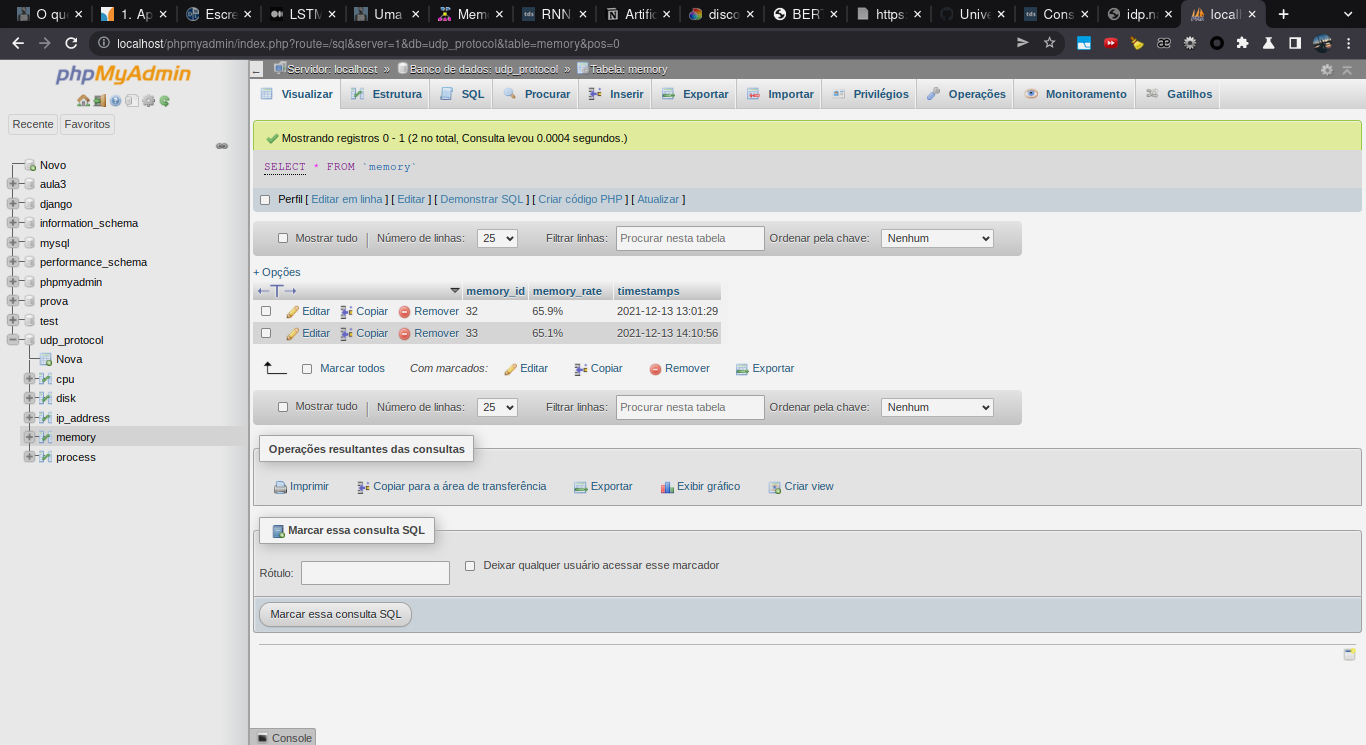 O que
1. Ap
Escre
LSTM
Uma
Mem
RNN
Artific
disco
BERT
https:
Unive
Cons
idp.na
locall
localhost/phpmyadmin/index.php?route=/sql&server=1&db=udp_protocol&table=memory&pos=0
phpMyAdmin
Recente Favoritos
Novo
aula3
django
information_schema
mysql
performance_schema
phpmyadmin
prova
test
udp_protocol
Nova
cpu
disk
ip_address
memory
process
Servidor: localhost » Banco de dados: udp_protocol » Tabela: memory
Visualizar Estrutura SQL Procurar Inserir Exportar Importar Privilégios Operações Monitoramento Gatilhos
Mostrando registros 0 - 1 (2 no total, Consulta levou 0.0004 segundos.)
SELECT * FROM `memory`
Perfil [ Editar em linha ] [ Editar ] [ Demonstrar SQL ] [ Criar código PHP ] [ Atualizar ]
Mostrar tudo Número de linhas: 25 Filtrar linhas: Procurar nesta tabela Ordenar pela chave: Nenhum
+ Opções
←T→ memory_id memory_rate timestamps
Editar Copiar Remover 32 65.9% 2021-12-13 13:01:29
Editar Copiar Remover 33 65.1% 2021-12-13 14:10:56
Marcar todos Com marcados: Editar Copiar Remover Exportar
Mostrar tudo Número de linhas: 25 Filtrar linhas: Procurar nesta tabela Ordenar pela chave: Nenhum
Operações resultantes das consultas
Imprimir Copiar para a área de transferência Exportar Exibir gráfico Criar view
Marcar essa consulta SQL
Rótulo: Deixar qualquer usuário acessar esse marcador
Marcar essa consulta SQL
Console